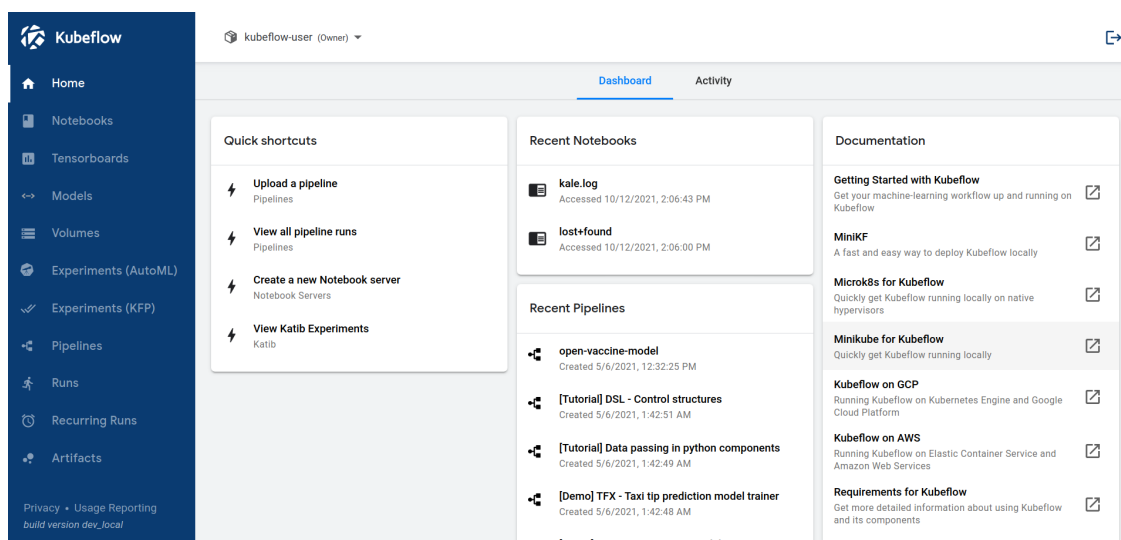 Kubeflow
Home
Notebooks
Tensorboards
Models
Volumes
Experiments (AutoML)
Experiments (KFP)
Pipelines
Runs
Recurring Runs
Artifacts
Privacy • Usage Reporting
build version dev_local
kubeflow-user (Owner)
Dashboard Activity
Quick shortcuts
Upload a pipeline
Pipelines
View all pipeline runs
Pipelines
Create a new Notebook server
Notebook Servers
View Katib Experiments
Katib
Recent Notebooks
kale.log
Accessed 10/12/2021, 2:06:43 PM
lost+found
Accessed 10/12/2021, 2:06:00 PM
Recent Pipelines
open-vaccine-model
Created 5/6/2021, 12:32:25 PM
[Tutorial] DSL - Control structures
Created 5/6/2021, 1:42:51 AM
[Tutorial] Data passing in python components
Created 5/6/2021, 1:42:49 AM
[Demo] TFX - Taxi tip prediction model trainer
Created 5/6/2021, 1:42:48 AM
Documentation
Getting Started with Kubeflow
Get your machine-learning workflow up and running on
Kubeflow
MiniKF
A fast and easy way to deploy Kubeflow locally
Microk8s for Kubeflow
Quickly get Kubeflow running locally on native
hypervisors
Minikube for Kubeflow
Quickly get Kubeflow running locally
Kubeflow on GCP
Running Kubeflow on Kubernetes Engine and Google
Cloud Platform
Kubeflow on AWS
Running Kubeflow on Elastic Container Service and
Amazon Web Services
Requirements for Kubeflow
Get more detailed information about using Kubeflow
and its components